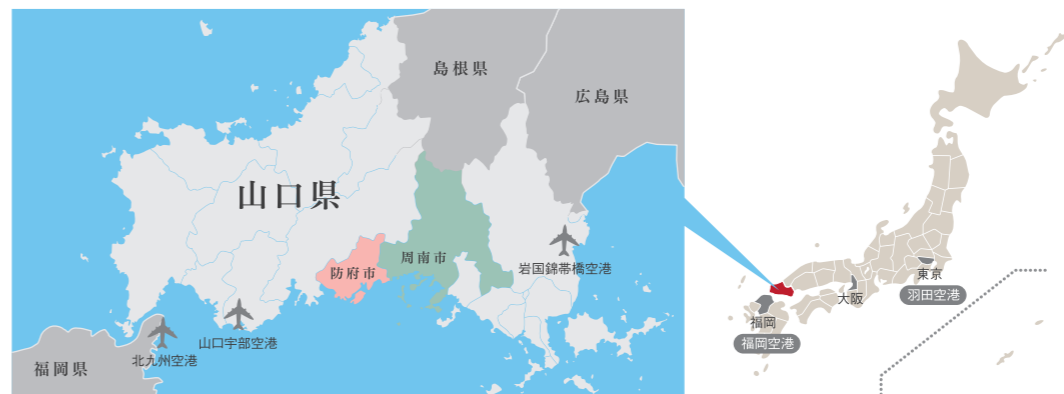 島根県
広島県
山口県
防府市
周南市
岩国錦帯橋空港
山口宇部空港
北九州空港
福岡県
東京
羽田空港
大阪
福岡
福岡空港